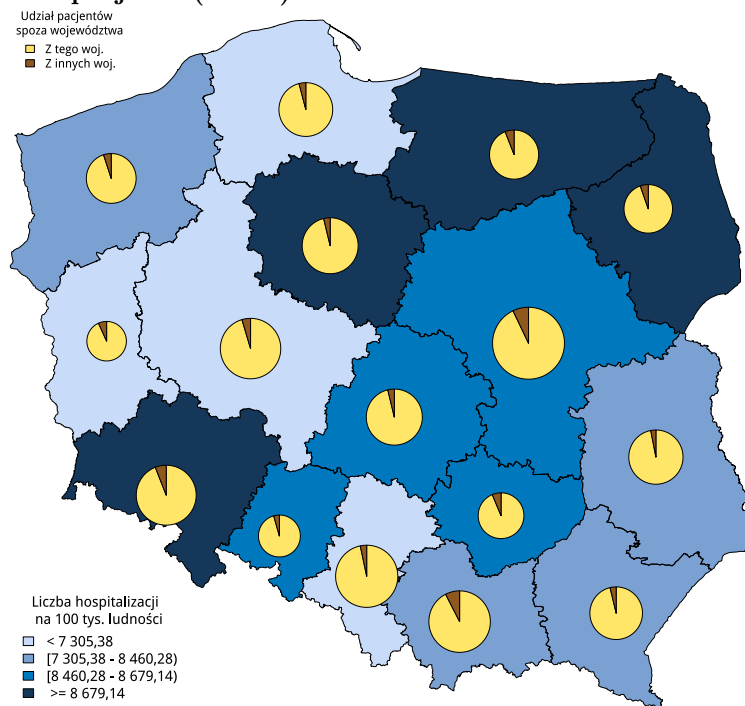 Udział pacjentów
spoza województwa
Z tego woj.
Z innych woj.
Liczba hospitalizacji
na 100 tys. ludności
< 7 305,38
[7 305,38 - 8 460,28)
[8 460,28 - 8 679,14)
>= 8 679,14